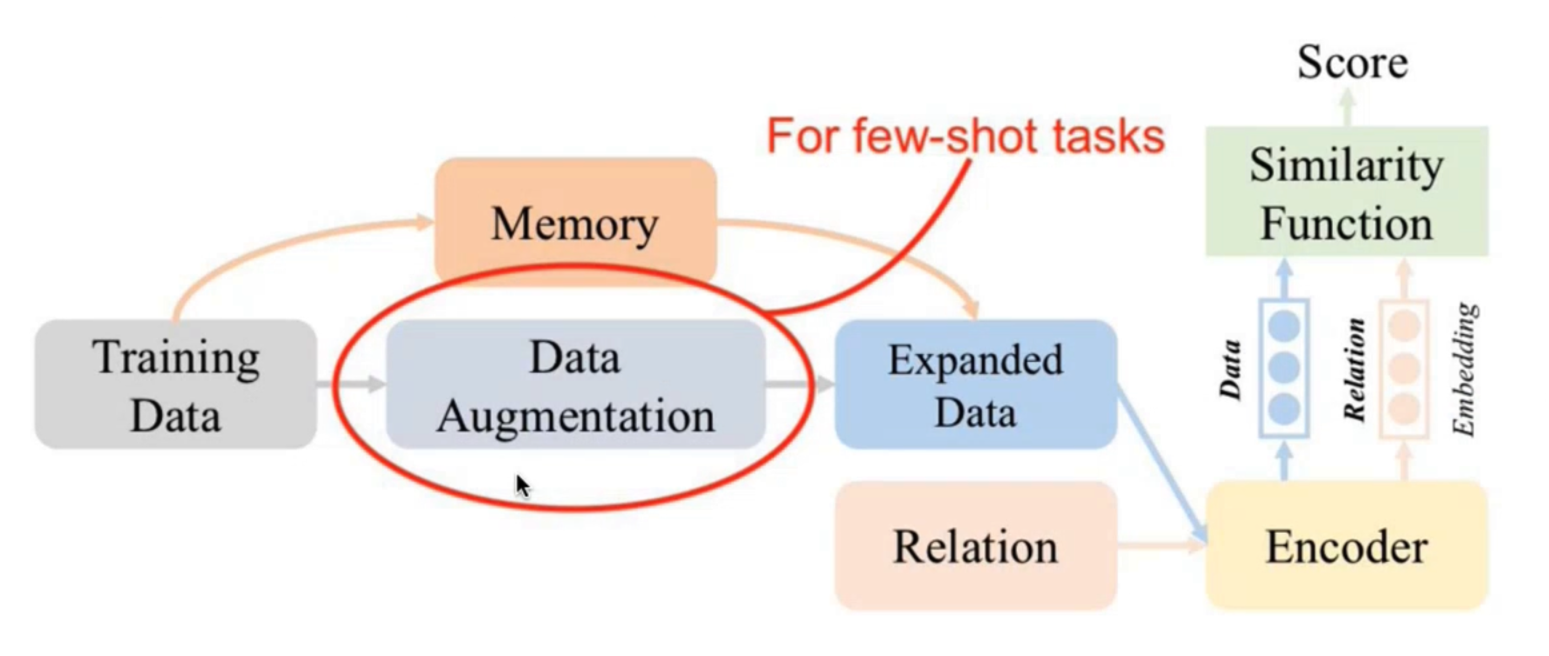 Score
For few-shot tasks
Similarity
Function
Memory
Training
Data
Data
Augmentation
Expanded
Data
Data
Relation
Embedding
Relation
Encoder